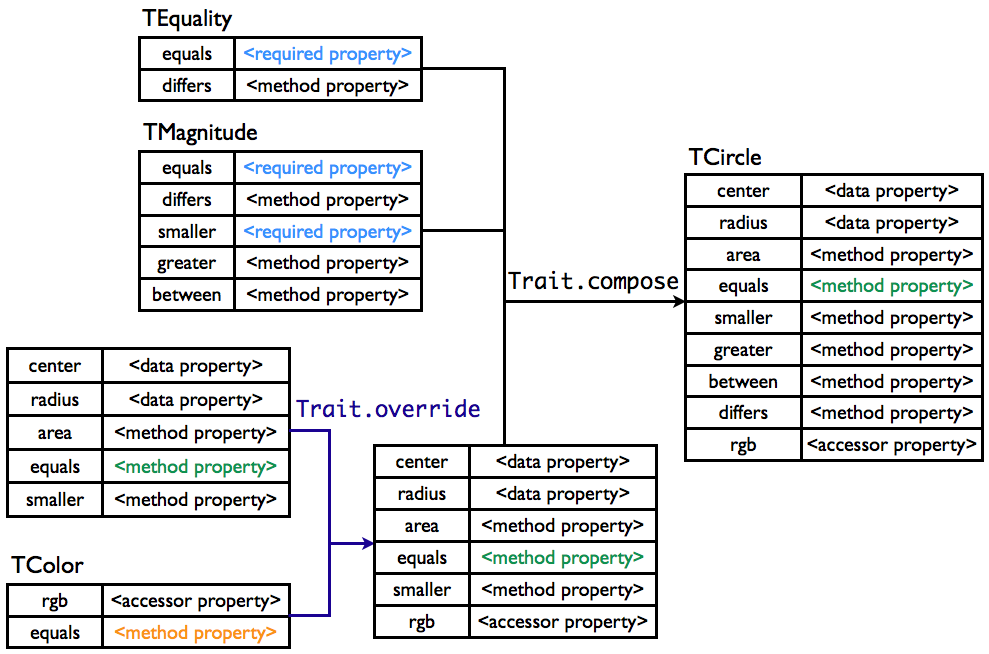 TEquality
equals <required property>
differs <method property>
TMagnitude
equals <required property>
differs <method property>
smaller <required property>
greater <method property>
between <method property>
TCircle
center <data property>
radius <data property>
area <method property>
equals <method property>
smaller <method property>
greater <method property>
between <method property>
differs <method property>
rgb <accessor property>
Trait.compose
center <data property>
radius <data property>
area <method property>
equals <method property>
smaller <method property>
Trait.override
TColor
rgb <accessor property>
equals <method property>
center <data property>
radius <data property>
area <method property>
equals <method property>
smaller <method property>
rgb <accessor property>